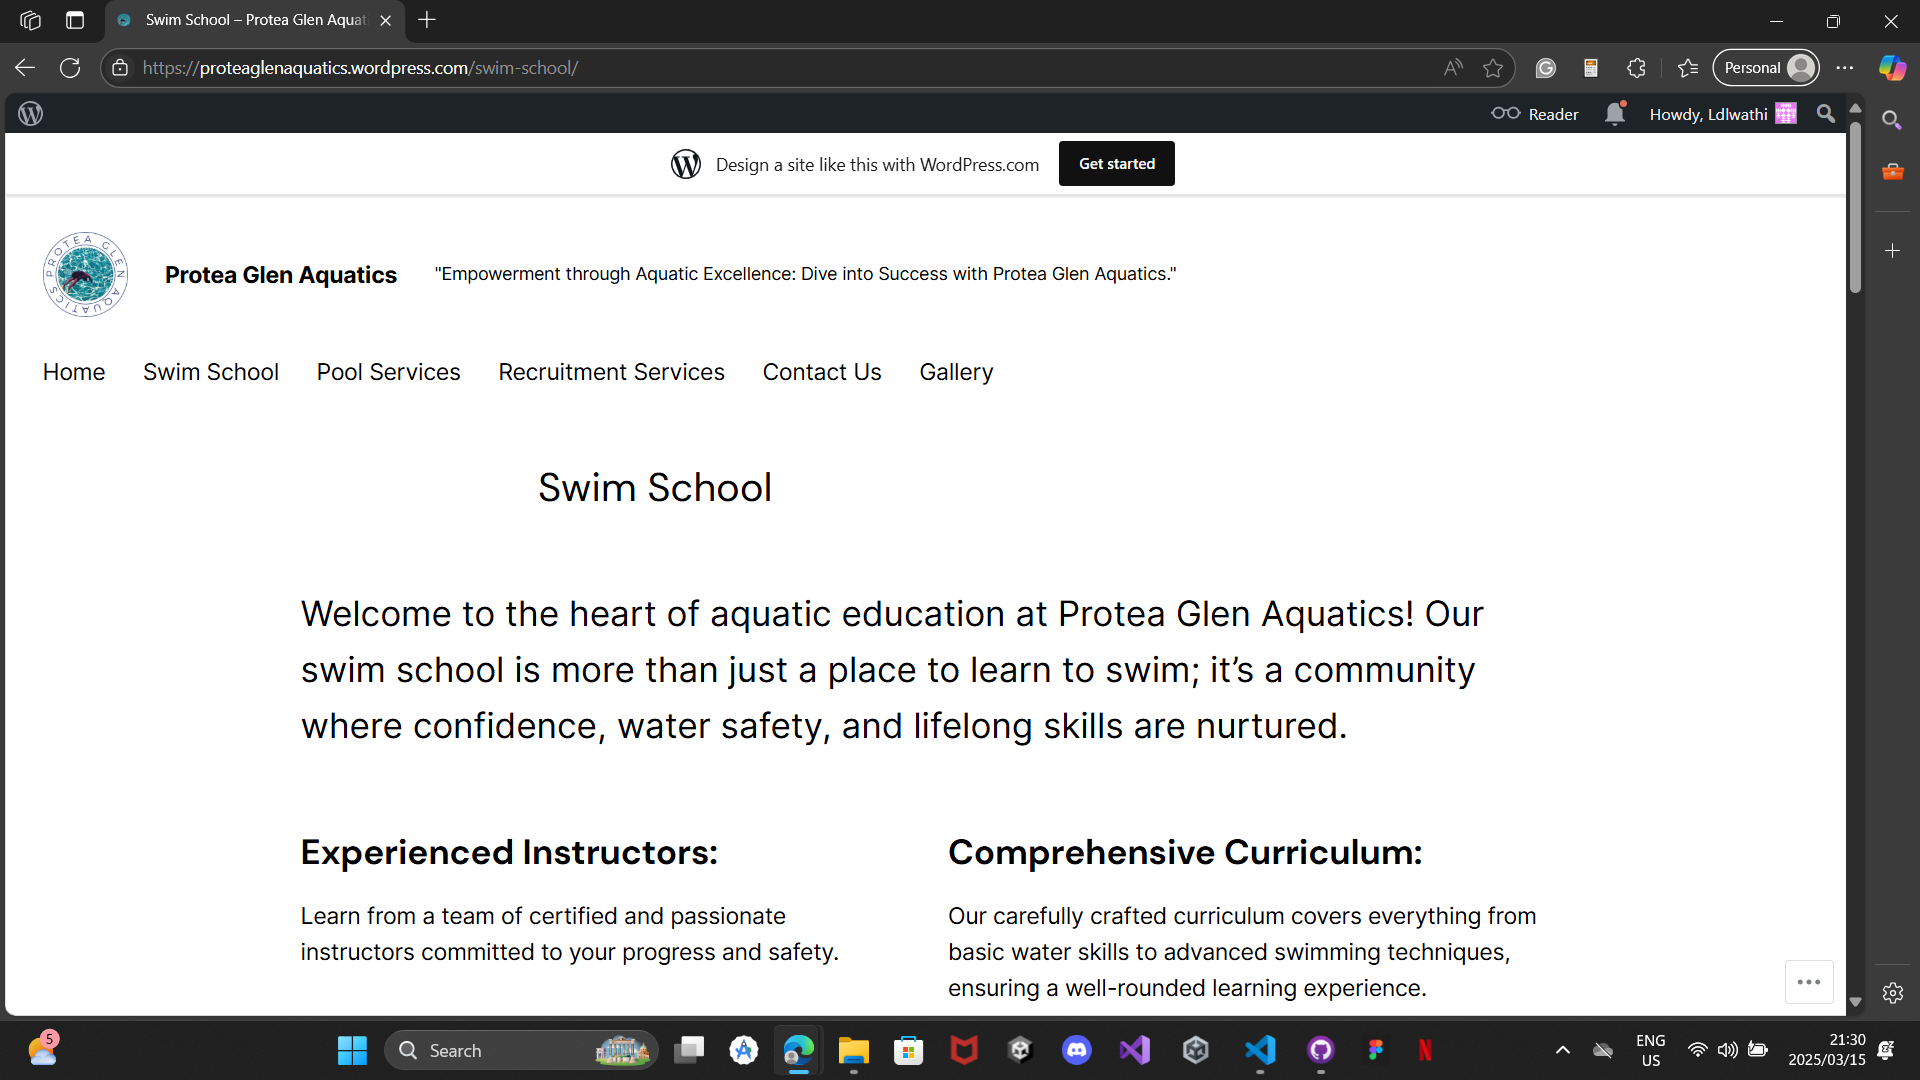 Swim School – Protea Glen Aquat
https://proteaglenaquatics.wordpress.com/swim-school/
Personal
Reader
Howdy, Ldlwathi
Design a site like this with WordPress.com
Get started
PROTEA GLEN AQUATICS
Protea Glen Aquatics
"Empowerment through Aquatic Excellence: Dive into Success with Protea Glen Aquatics."
Home
Swim School
Pool Services
Recruitment Services
Contact Us
Gallery
Swim School
Welcome to the heart of aquatic education at Protea Glen Aquatics! Our
swim school is more than just a place to learn to swim; it’s a community
where confidence, water safety, and lifelong skills are nurtured.
Experienced Instructors:
Learn from a team of certified and passionate
instructors committed to your progress and safety.
Comprehensive Curriculum:
Our carefully crafted curriculum covers everything from
basic water skills to advanced swimming techniques,
ensuring a well-rounded learning experience.
5
Search
ENG
US
21:30
2025/03/15